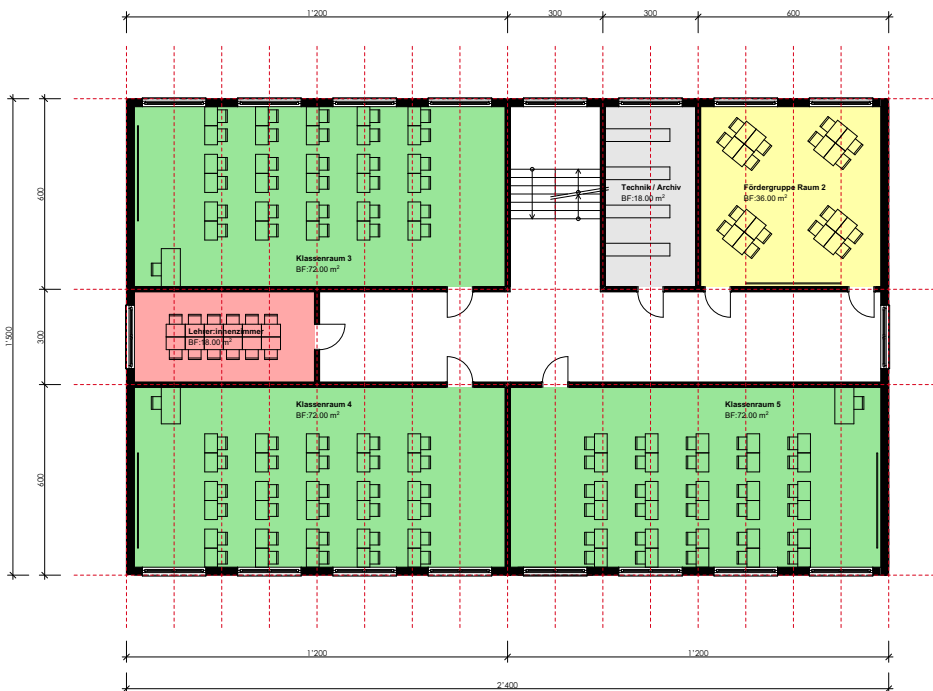 1'200
300
300
600
600
300
600
1'500
Technik / Archiv
BF:18.00 m²
Fördergruppe Raum 2
BF:36.00 m²
Klassenraum 3
BF:72.00 m²
Lehrer:innenzimmer
BF:18.00 m²
Klassenraum 4
BF:72.00 m²
Klassenraum 5
BF:72.00 m²
1'200
1'200
2'400